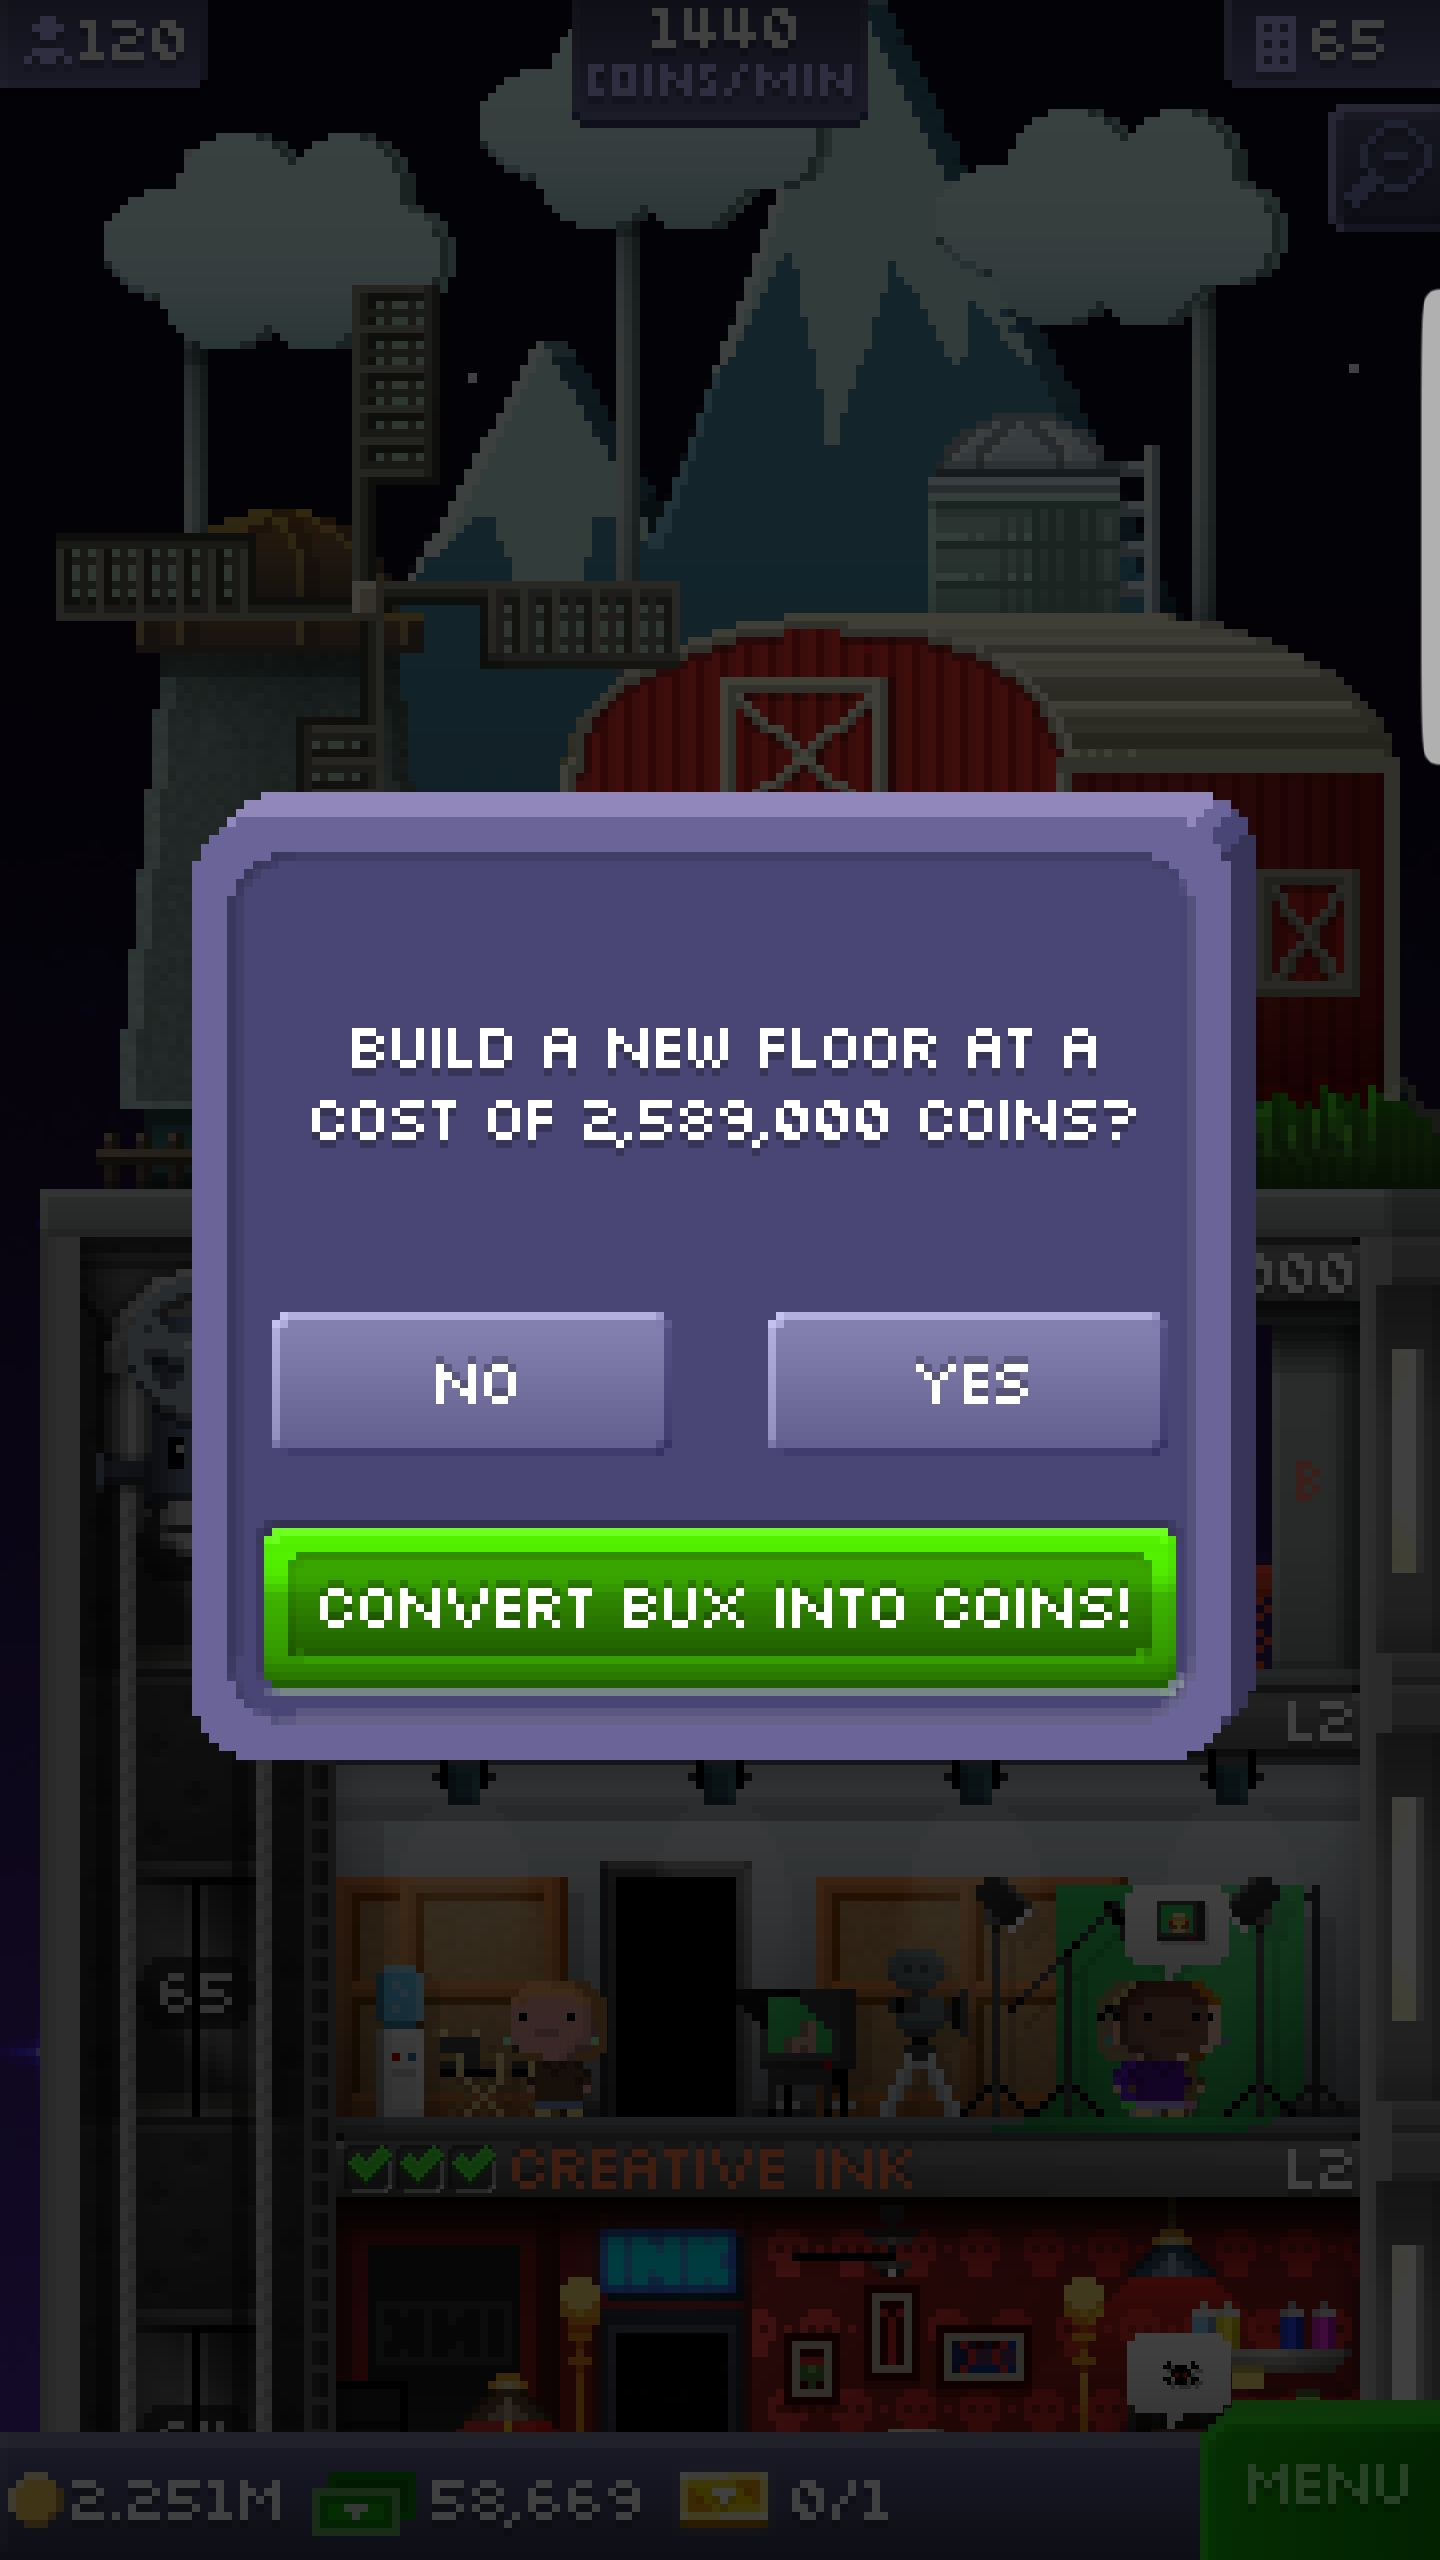 120
1440
COINS/MIN
65
BUILD A NEW FLOOR AT A
COST OF 2,589,000 COINS?
000
NO
YES
B
CONVERT BUX INTO COINS!
L2
65
CREATIVE INK
L2
INK
2.251M
58,669
0/1
MENU